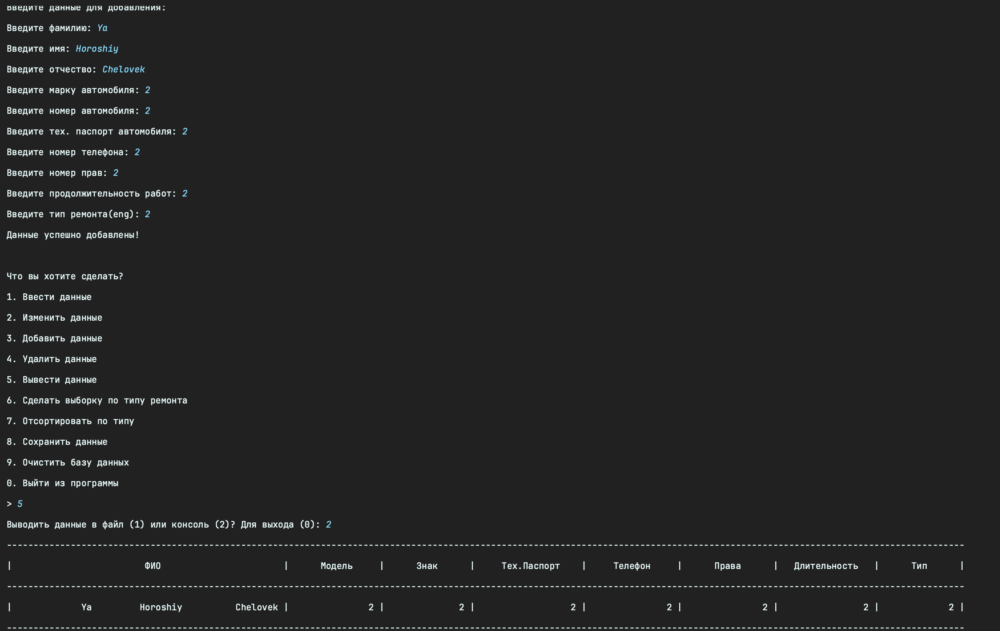 Введите данные для добавления:
Введите фамилию: Ya
Введите имя: Horoshiy
Введите отчество: Chelovek
Введите марку автомобиля: 2
Введите номер автомобиля: 2
Введите тех. паспорт автомобиля: 2
Введите номер телефона: 2
Введите номер прав: 2
Введите продолжительность работ: 2
Введите тип ремонта(eng): 2
Данные успешно добавлены!
Что вы хотите сделать?
1. Ввести данные
2. Изменить данные
3. Добавить данные
4. Удалить данные
5. Вывести данные
6. Сделать выборку по типу ремонта
7. Отсортировать по типу
8. Сохранить данные
9. Очистить базу данных
0. Выйти из программы
> 5
Выводить данные в файл (1) или консоль (2)? Для выхода (0): 2
| ФИО | Модель | Знак | Тех.Паспорт | Телефон | Права | Длительность | Тип |
| Ya Horoshiy Chelovek | 2 | 2 | 2 | 2 | 2 | 2 | 2 |